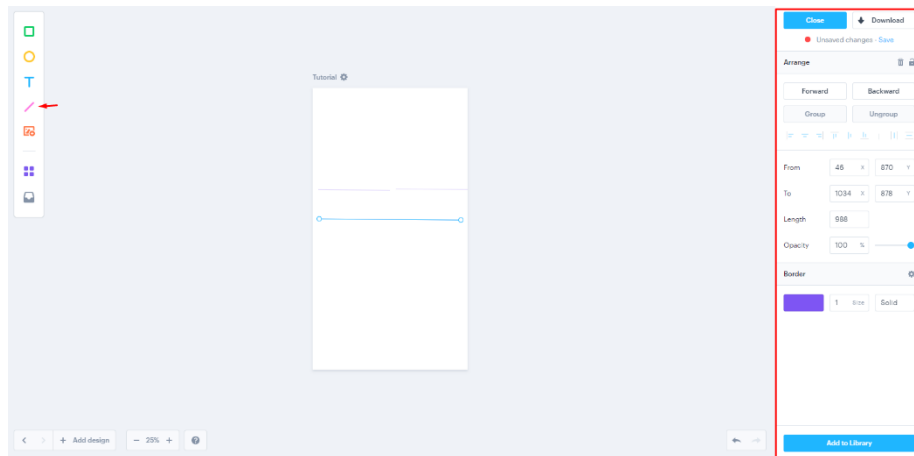 Close Download
Unsaved changes - Save
Arrange
Forward Backward
Group Ungroup
Tutorial
From 46 X 870 Y
To 1034 X 878 Y
Length 988
Opacity 100 %
Border
1 Size Solid
+ Add design − 25% + ?
Add to Library